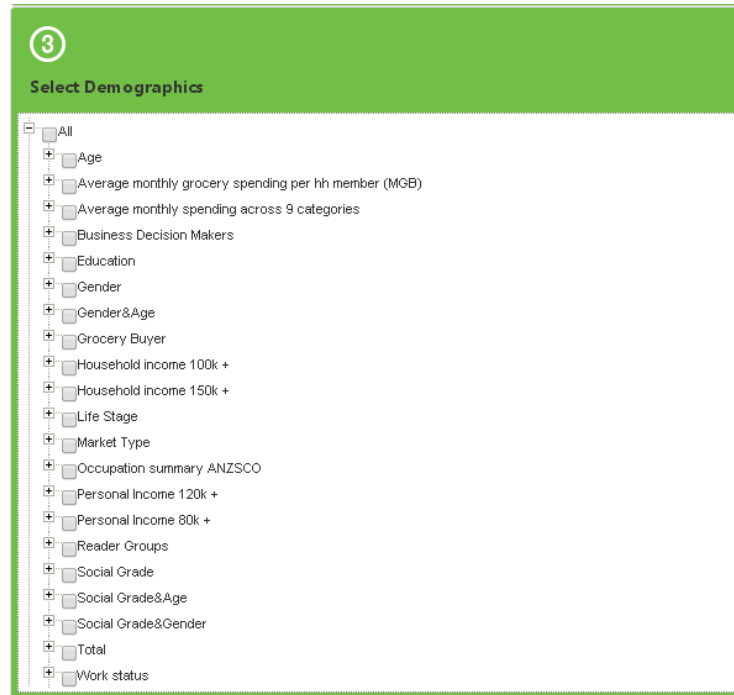 3
Select Demographics
All
Age
Average monthly grocery spending per hh member (MGB)
Average monthly spending across 9 categories
Business Decision Makers
Education
Gender
Gender&Age
Grocery Buyer
Household income 100k +
Household income 150k +
Life Stage
Market Type
Occupation summary ANZSCO
Personal Income 120k +
Personal Income 80k +
Reader Groups
Social Grade
Social Grade&Age
Social Grade&Gender
Total
Work status